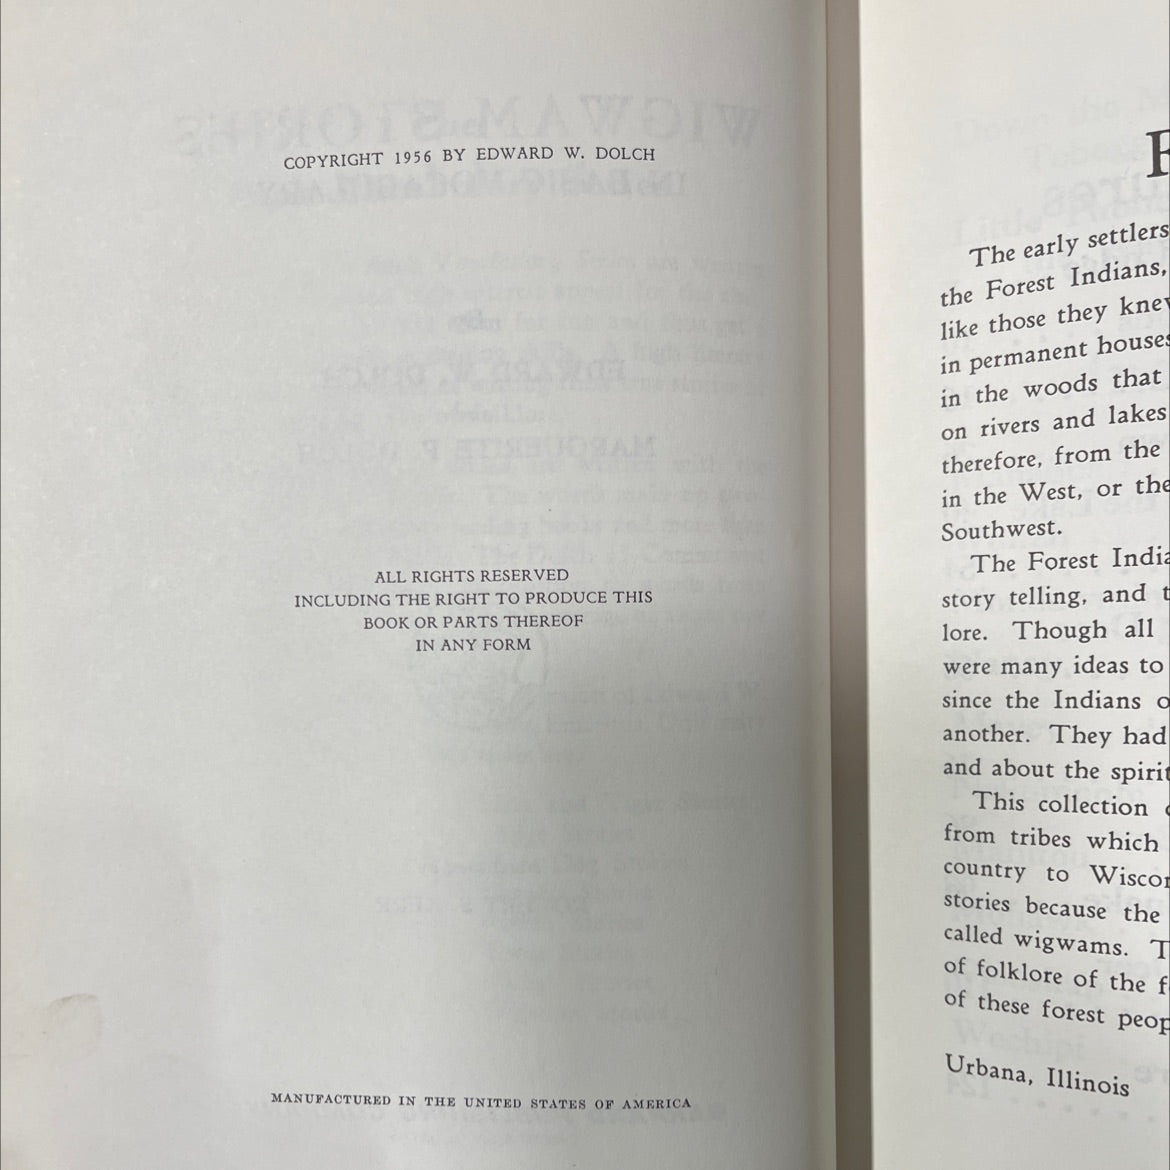 COPYRIGHT 1956 BY EDWARD W. DOLCH
ALL RIGHTS RESERVED
INCLUDING THE RIGHT TO PRODUCE THIS
BOOK OR PARTS THEREOF
IN ANY FORM
MANUFACTURED IN THE UNITED STATES OF AMERICA
The early settlers
the Forest Indians,
like those they
in permanent houses
in the woods that
on rivers and lakes
therefore, from the
in the West, or the
Southwest.
The Forest
story telling, and
lore. Though all
were many ideas to
since the Indians
another. They had
and about the
This collection
from tribes which
country to
stories because the
called wigwams.
of folklore of the
of these forest
Urbana, Illinois